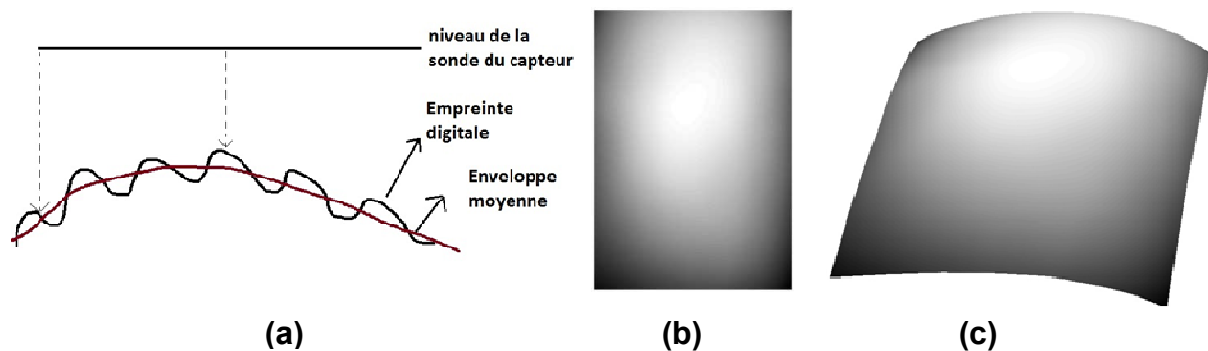 niveau de la
sonde du capteur
Empreinte
digitale
Enveloppe
moyenne
(a)
(b)
(c)